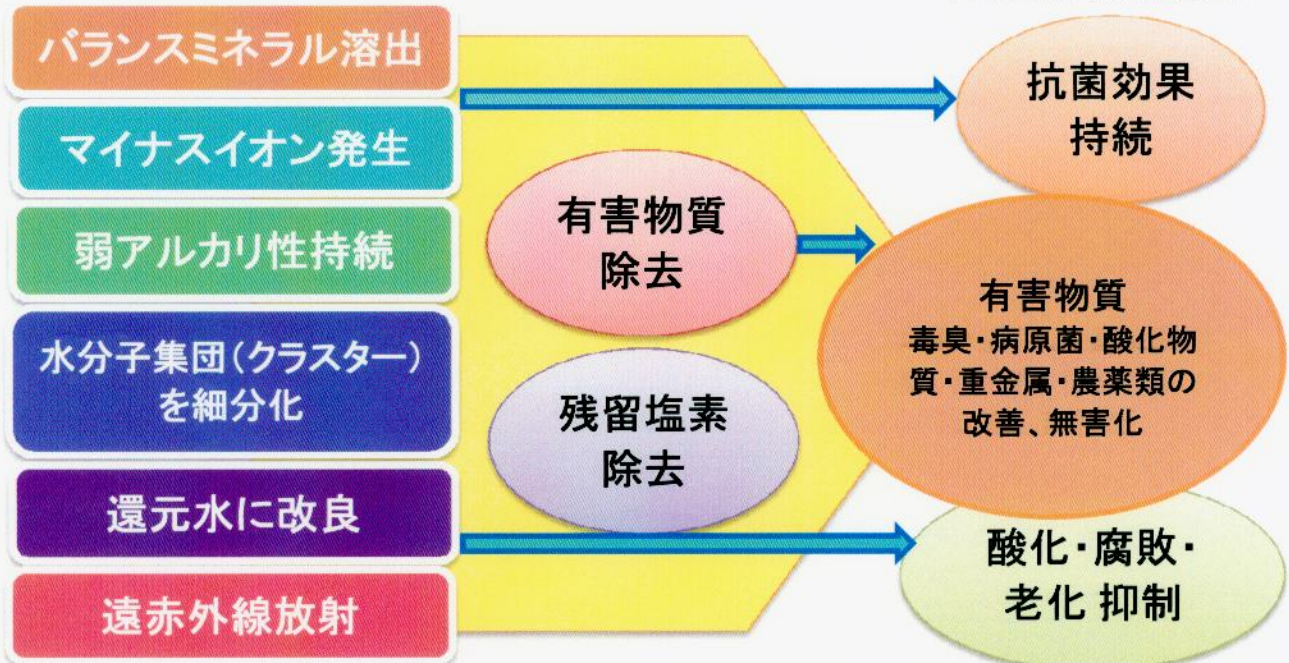 バランスミネラル溶出
マイナスイオン発生
弱アルカリ性持続
水分子集団(クラスター)
を細分化
還元水に改良
遠赤外線放射
有害物質
除去
残留塩素
除去
抗菌効果
持続
有害物質
毒臭・病原菌・酸化物
質・重金属・農薬類の
改善、無害化
酸化・腐敗・
老化 抑制